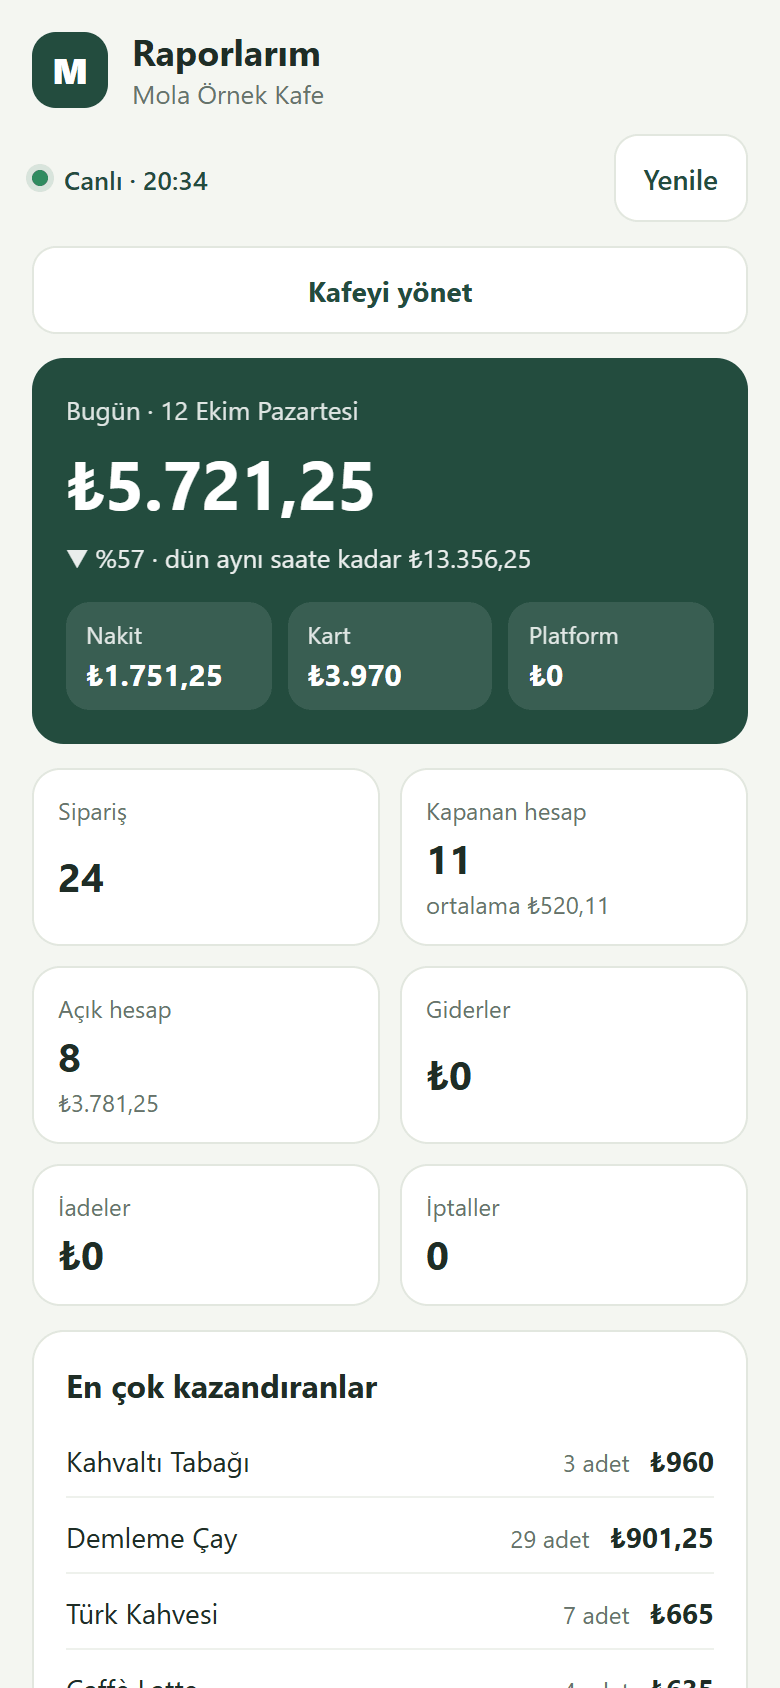 M
Raporlarım
Mola Örnek Kafe
Canlı · 20:34
Yenile
Kafeyi yönet
Bugün · 12 Ekim Pazartesi
₺5.721,25
▼ %57 · dün aynı saate kadar ₺13.356,25
Nakit
₺1.751,25
Kart
₺3.970
Platform
₺0
Sipariş
24
Kapanan hesap
11
ortalama ₺520,11
Açık hesap
8
₺3.781,25
Giderler
₺0
İadeler
₺0
İptaller
0
En çok kazandıranlar
Kahvaltı Tabağı 3 adet ₺960
Demleme Çay 29 adet ₺901,25
Türk Kahvesi 7 adet ₺665